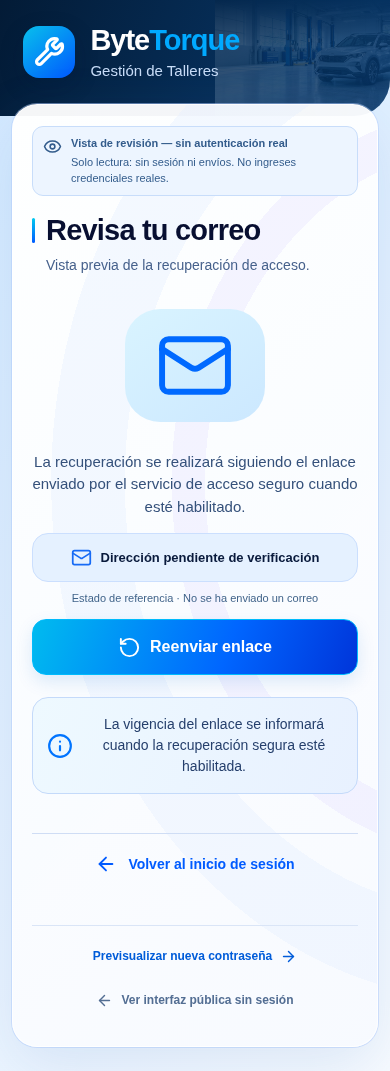 ByteTorque
Gestión de Talleres
Vista de revisión — sin autenticación real
Solo lectura: sin sesión ni envíos. No ingreses
credenciales reales.
Revisa tu correo
Vista previa de la recuperación de acceso.
La recuperación se realizará siguiendo el enlace
enviado por el servicio de acceso seguro cuando
esté habilitado.
Dirección pendiente de verificación
Estado de referencia · No se ha enviado un correo
Reenviar enlace
La vigencia del enlace se informará
cuando la recuperación segura esté
habilitada.
Volver al inicio de sesión
Previsualizar nueva contraseña
Ver interfaz pública sin sesión